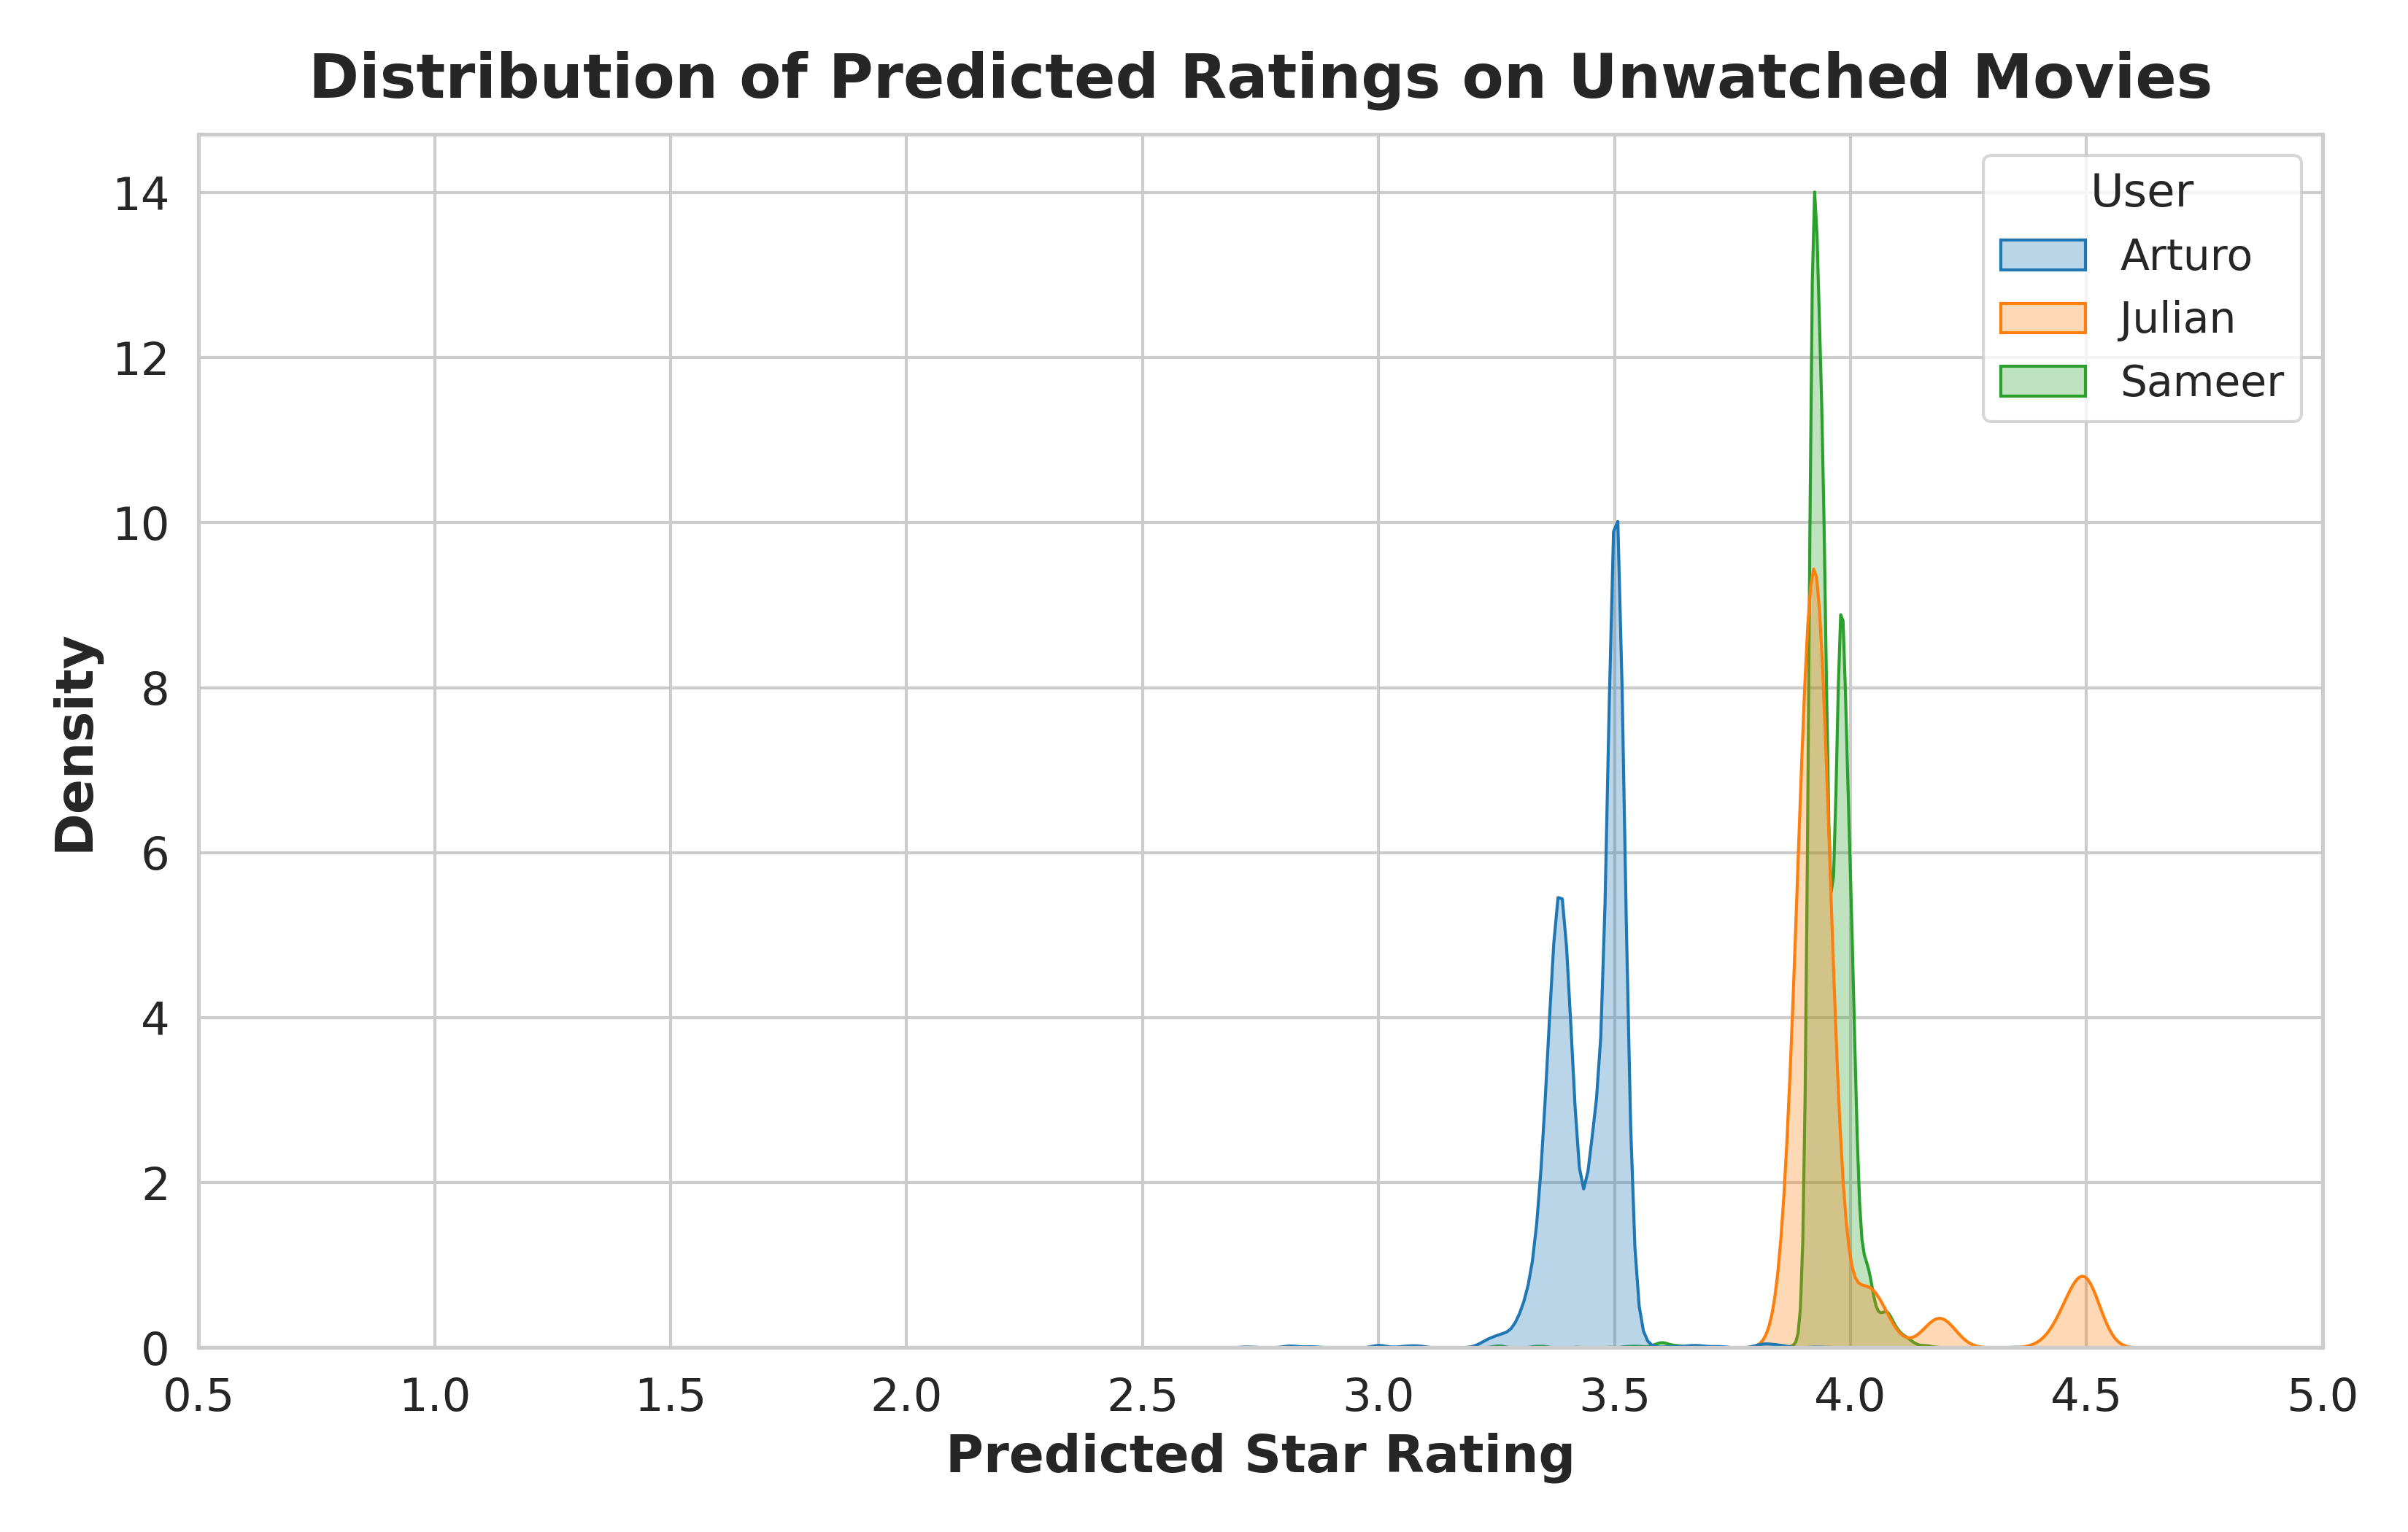 Distribution of Predicted Ratings on Unwatched Movies
User
Arturo
Julian
Sameer
Density
14
12
10
8
6
4
2
0
0.5 1.0 1.5 2.0 2.5 3.0 3.5 4.0 4.5 5.0
Predicted Star Rating